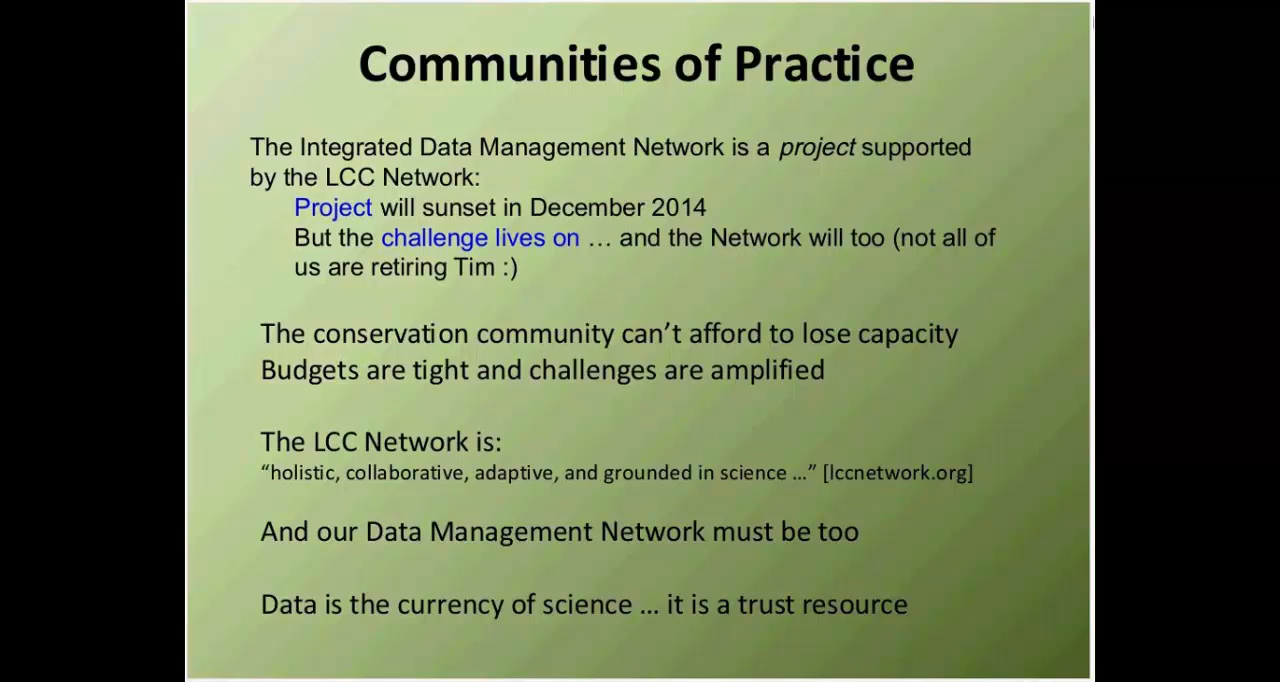 Communities of Practice
The Integrated Data Management Network is a project supported
by the LCC Network:
Project will sunset in December 2014
But the challenge lives on … and the Network will too (not all of
us are retiring Tim :)
The conservation community can’t afford to lose capacity
Budgets are tight and challenges are amplified
The LCC Network is:
“holistic, collaborative, adaptive, and grounded in science …” [lccnetwork.org]
And our Data Management Network must be too
Data is the currency of science … it is a trust resource